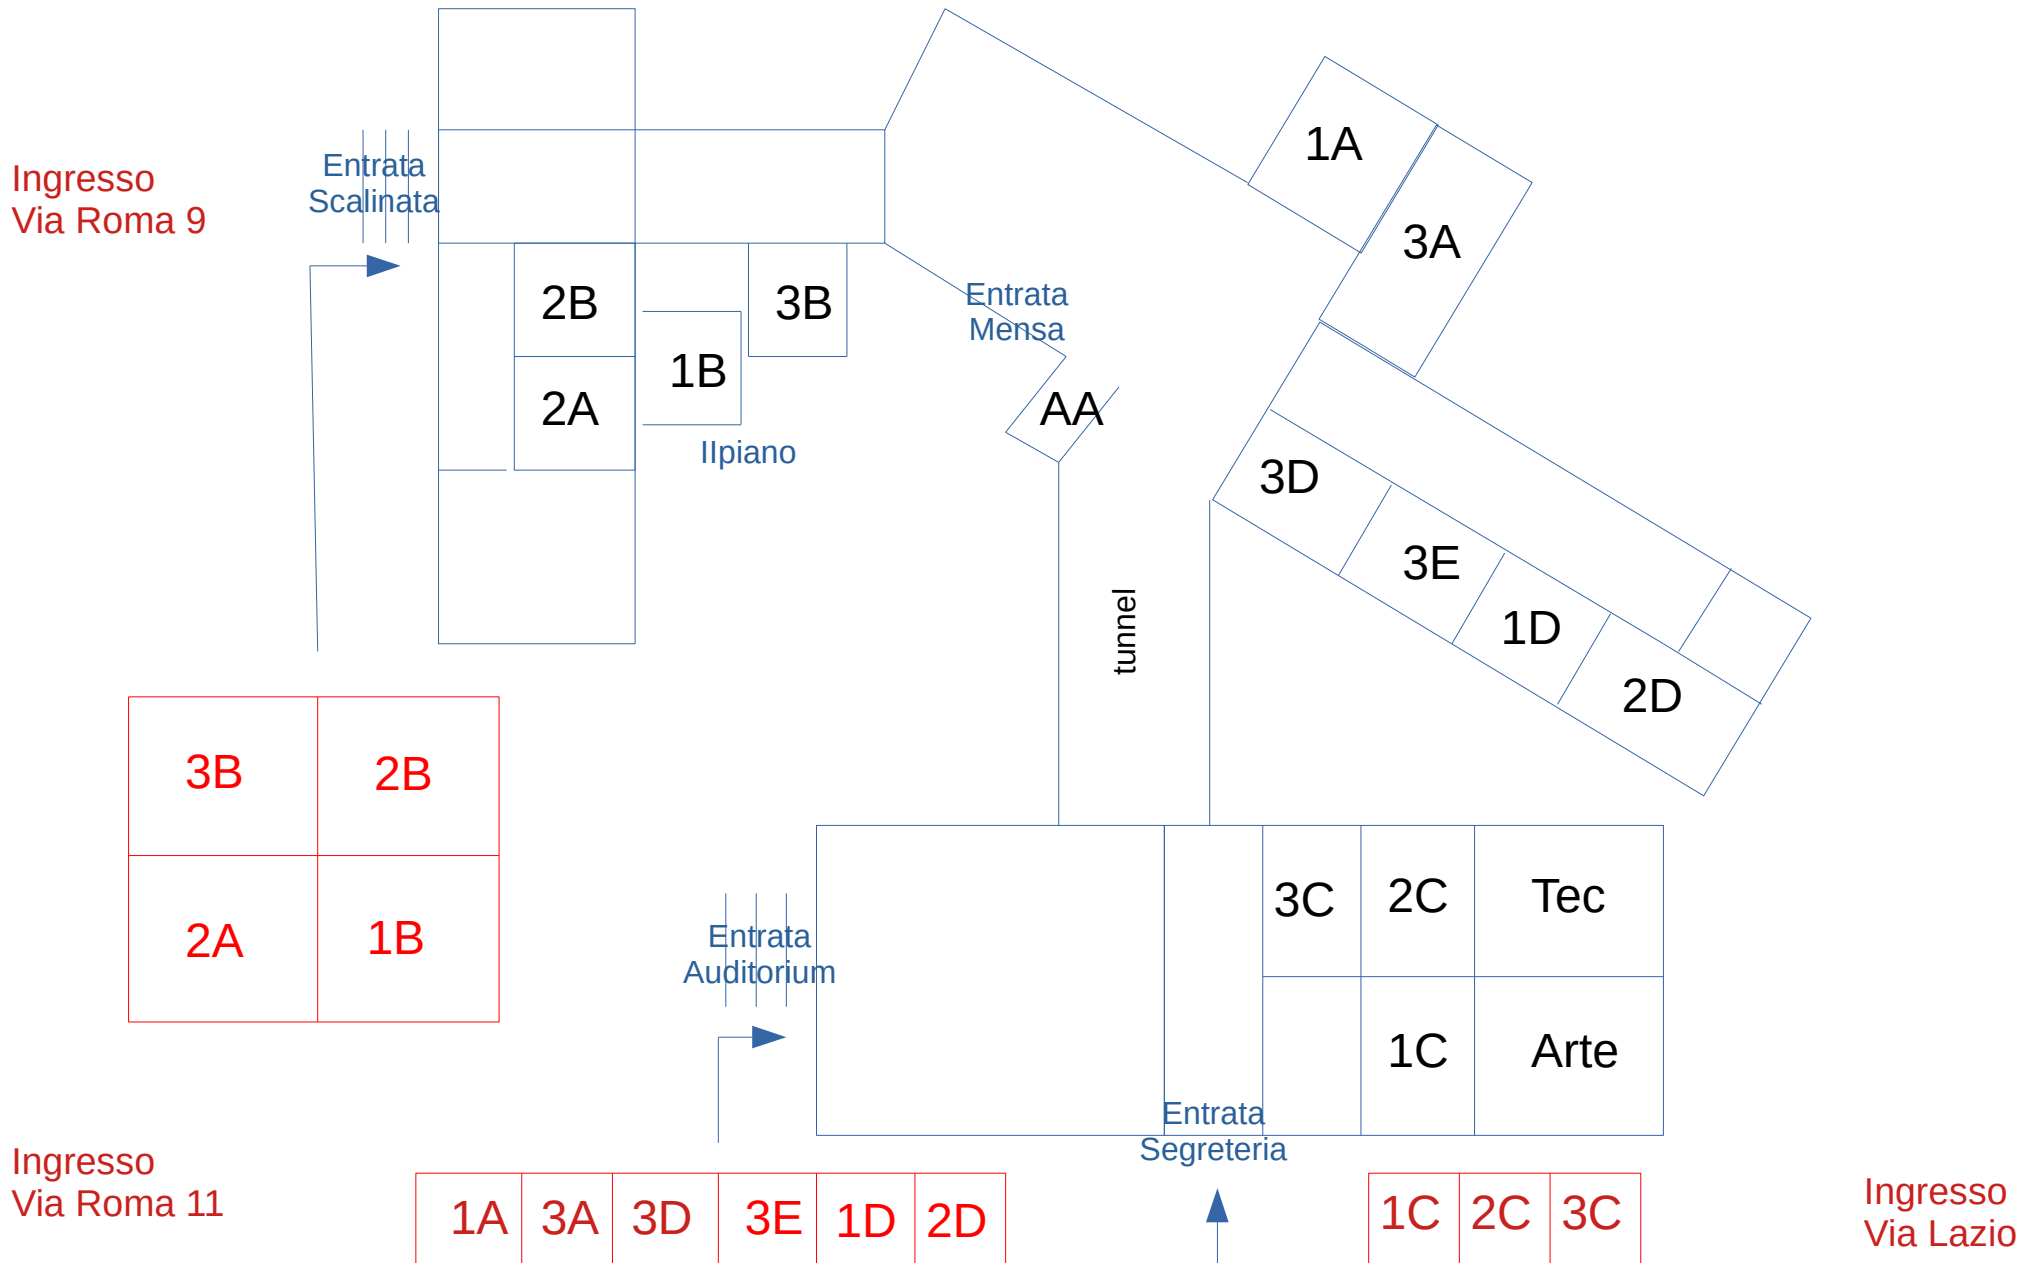 Ingresso
Via Roma 9
Entrata
Scalinata
1A
3A
2B
3B
Entrata
Mensa
1B
2A
AA
IIpiano
3D
3E
1D
2D
tunnel
3B
2B
2A
1B
3C
2C
Tec
Entrata
Auditorium
1C
Arte
Entrata
Segreteria
Ingresso
Via Roma 11
1A
3A
3D
3E
1D
2D
1C
2C
3C
Ingresso
Via Lazio